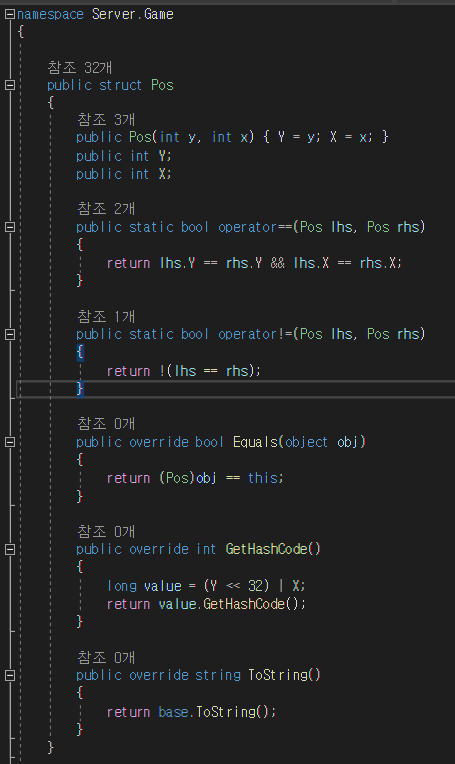 namespace Server.Game
{
참조 32개
public struct Pos
{
참조 3개
public Pos(int y, int x) { Y = y; X = x; }
public int Y;
public int X;
참조 2개
public static bool operator==(Pos lhs, Pos rhs)
{
return lhs.Y == rhs.Y && lhs.X == rhs.X;
}
참조 1개
public static bool operator!=(Pos lhs, Pos rhs)
{
return !(lhs == rhs);
}
참조 0개
public override bool Equals(object obj)
{
return (Pos)obj == this;
}
참조 0개
public override int GetHashCode()
{
long value = (Y << 32) | X;
return value.GetHashCode();
}
참조 0개
public override string ToString()
{
return base.ToString();
}
}